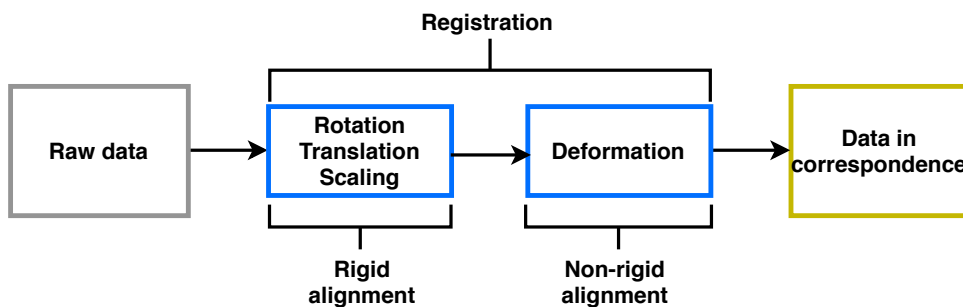 Registration
Raw data
Rotation
Translation
Scaling
Deformation
Data in
correspondence
Rigid
alignment
Non-rigid
alignment